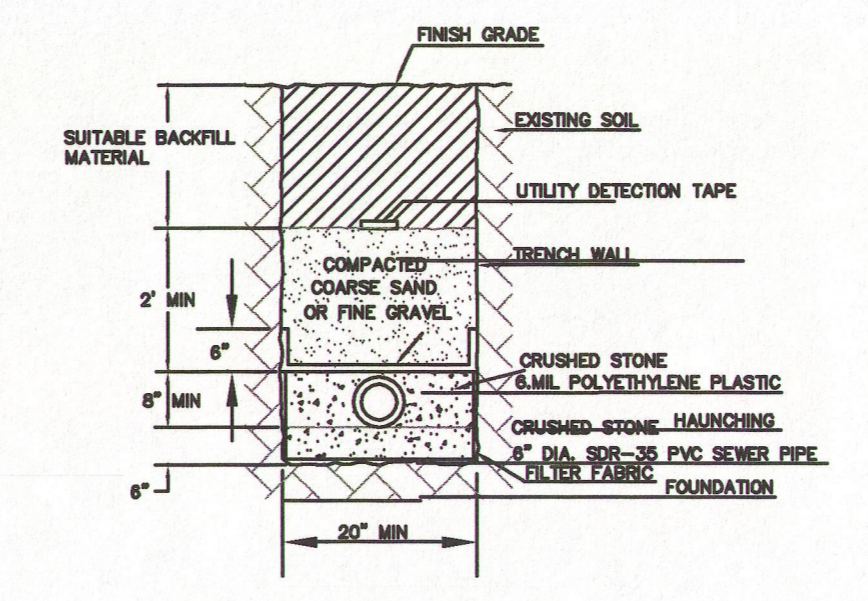 FINISH GRADE
SUITABLE BACKFILL
MATERIAL
EXISTING SOIL
UTILITY DETECTION TAPE
TRENCH WALL
COMPACTED
COARSE SAND
OR FINE GRAVEL
2' MIN
6"
8" MIN
CRUSHED STONE
6.MIL POLYETHYLENE PLASTIC
CRUSHED STONE HAUNCHING
6" DIA. SDR-35 PVC SEWER PIPE
FILTER FABRIC
FOUNDATION
6"
20" MIN